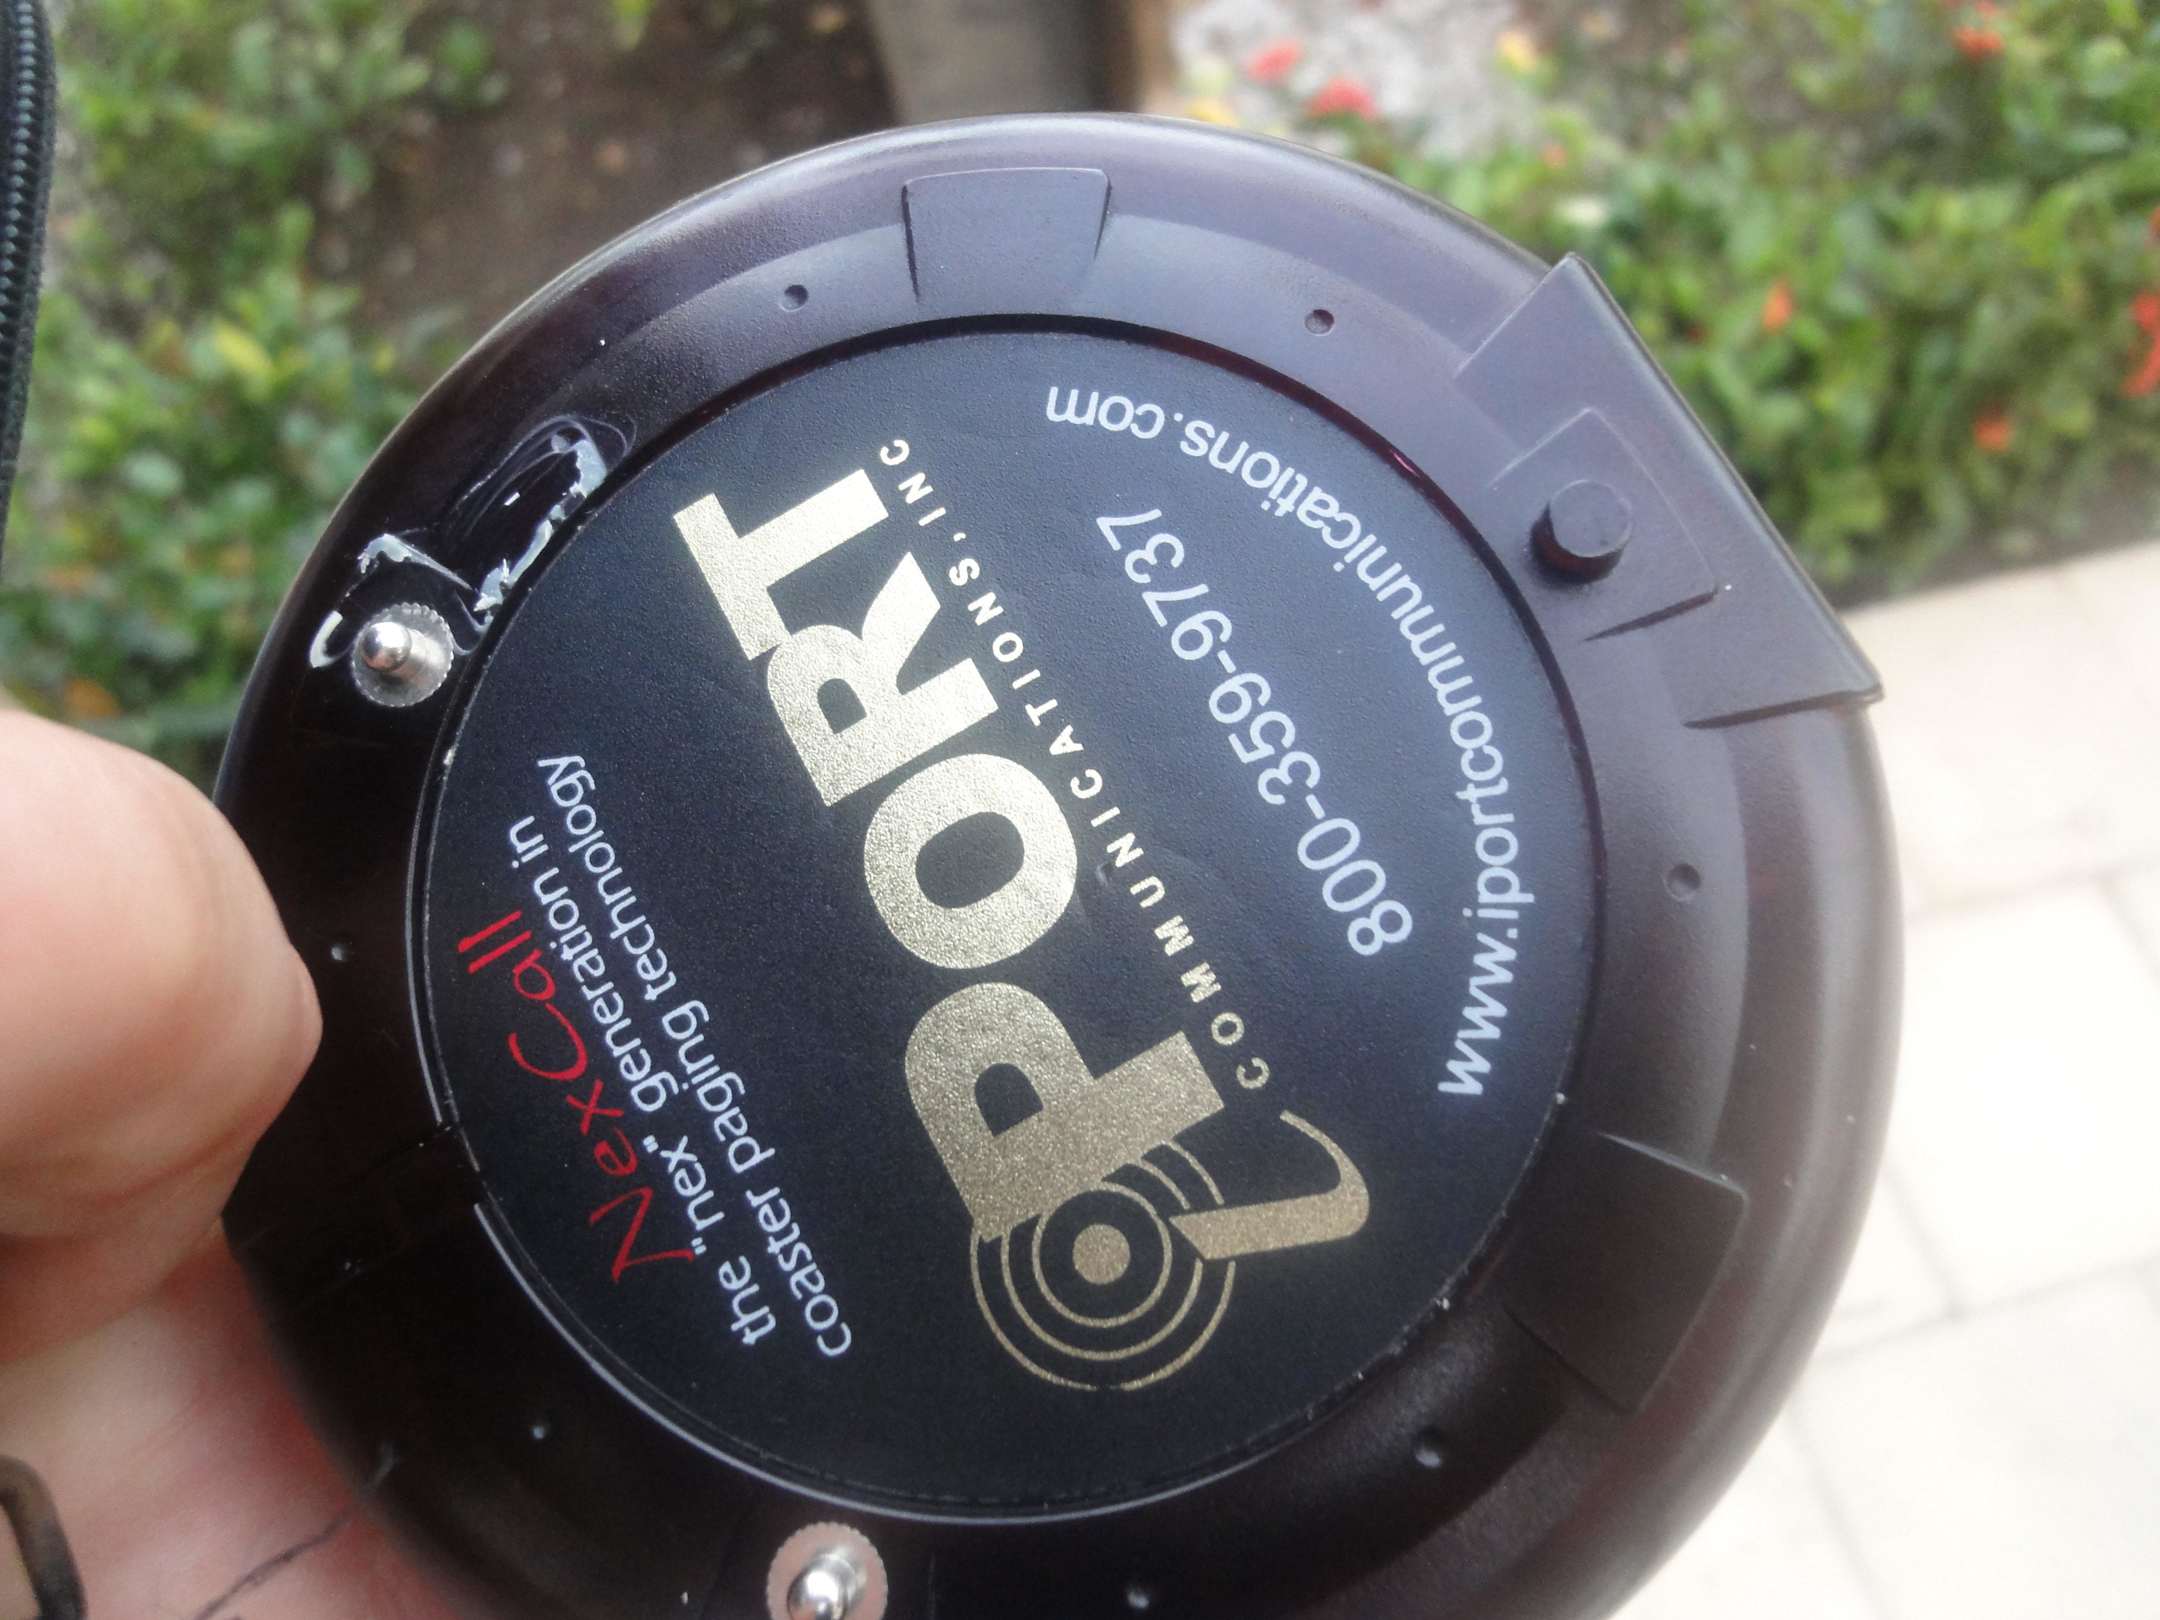 NexCall
the "nex" generation in
coaster paging technology
iPORT
COMMUNICATIONS, INC
800-359-9737
www.iportcommunications.com